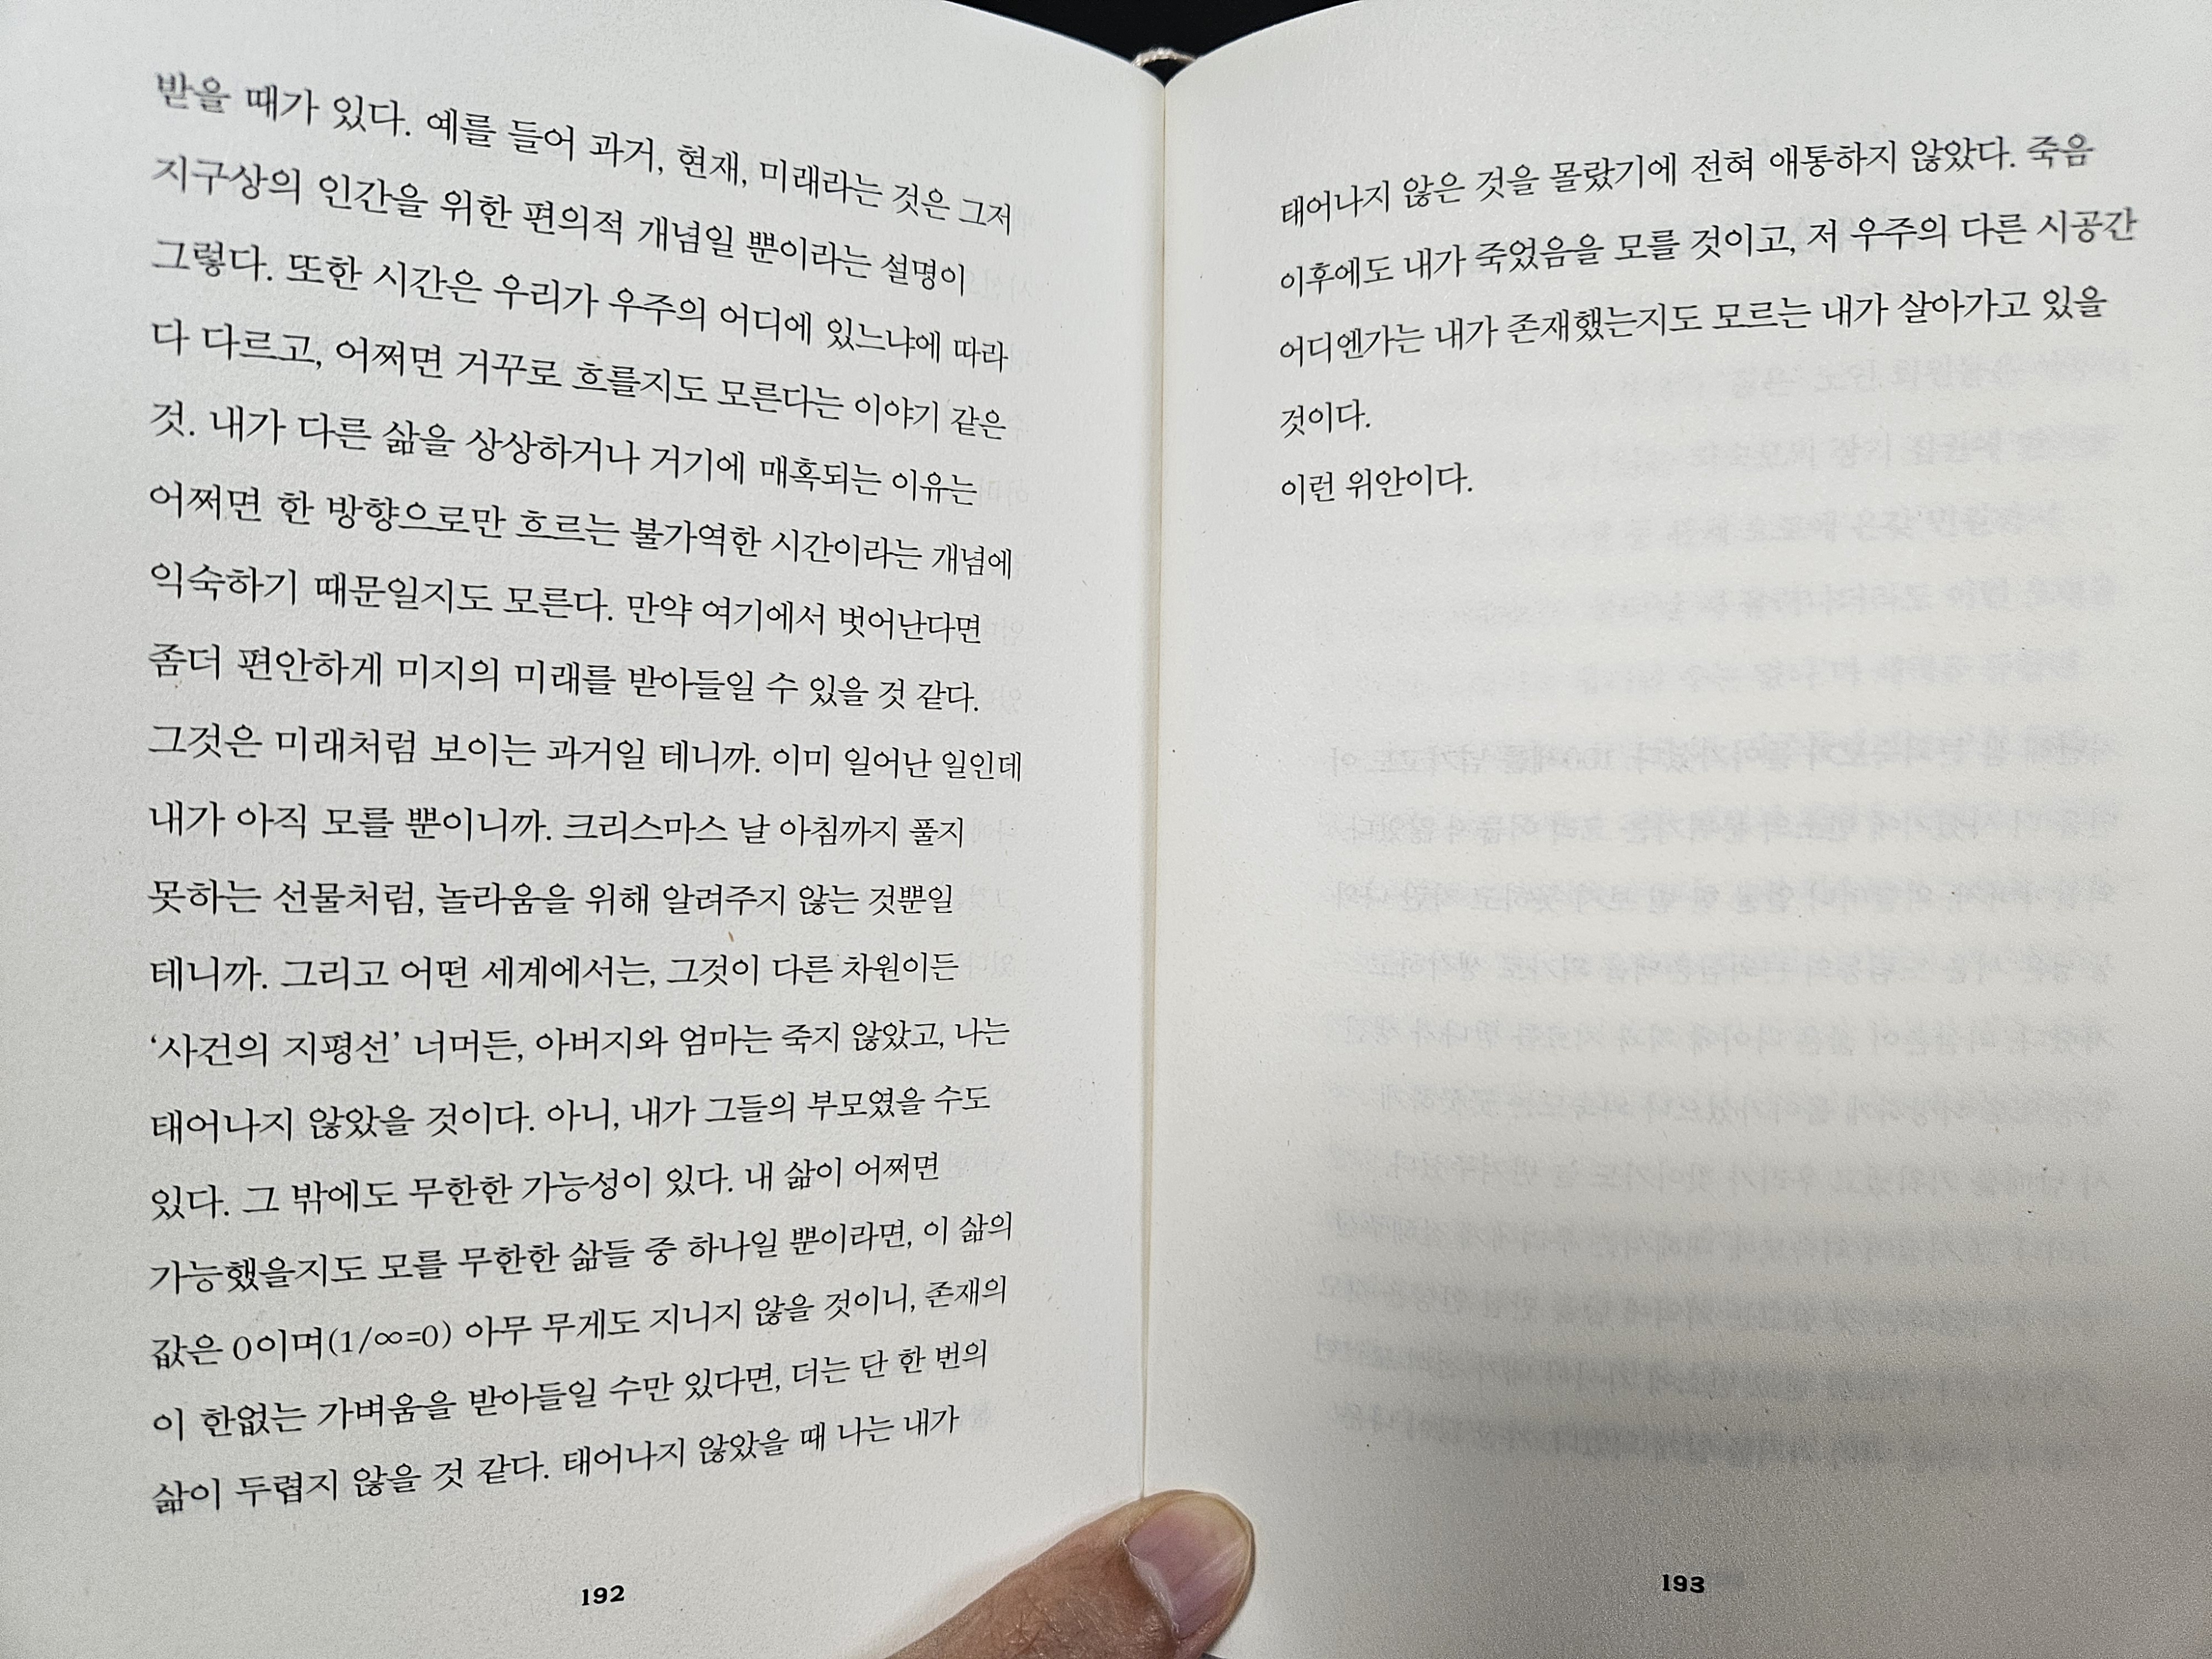 받을 때가 있다. 예를 들어 과거, 현재, 미래라는 것은 그저
지구상의 인간을 위한 편의적 개념일 뿐이라는 설명이
그렇다. 또한 시간은 우리가 우주의 어디에 있느냐에 따라
다 다르고, 어쩌면 거꾸로 흐를지도 모른다는 이야기 같은
것. 내가 다른 삶을 상상하거나 거기에 매혹되는 이유는
어쩌면 한 방향으로만 흐르는 불가역한 시간이라는 개념에
익숙하기 때문일지도 모른다. 만약 여기에서 벗어난다면
좀더 편안하게 미지의 미래를 받아들일 수 있을 것 같다.
그것은 미래처럼 보이는 과거일 테니까. 이미 일어난 일인데
내가 아직 모를 뿐이니까. 크리스마스 날 아침까지 풀지
못하는 선물처럼, 놀라움을 위해 알려주지 않는 것뿐일
테니까. 그리고 어떤 세계에서는, 그것이 다른 차원이든
‘사건의 지평선’ 너머든, 아버지와 엄마는 죽지 않았고, 나는
태어나지 않았을 것이다. 아니, 내가 그들의 부모였을 수도
있다. 그 밖에도 무한한 가능성이 있다. 내 삶이 어쩌면
가능했을지도 모를 무한한 삶들 중 하나일 뿐이라면, 이 삶의
값은 0이며(1/∞=0) 아무 무게도 지니지 않을 것이니, 존재의
이 한없는 가벼움을 받아들일 수만 있다면, 더는 단 한 번의
삶이 두렵지 않을 것 같다. 태어나지 않았을 때 나는 내가
192
태어나지 않은 것을 몰랐기에 전혀 애통하지 않았다. 죽음
이후에도 내가 죽었음을 모를 것이고, 저 우주의 다른 시공간
어디엔가는 내가 존재했는지도 모르는 내가 살아가고 있을
것이다.
이런 위안이다.
193